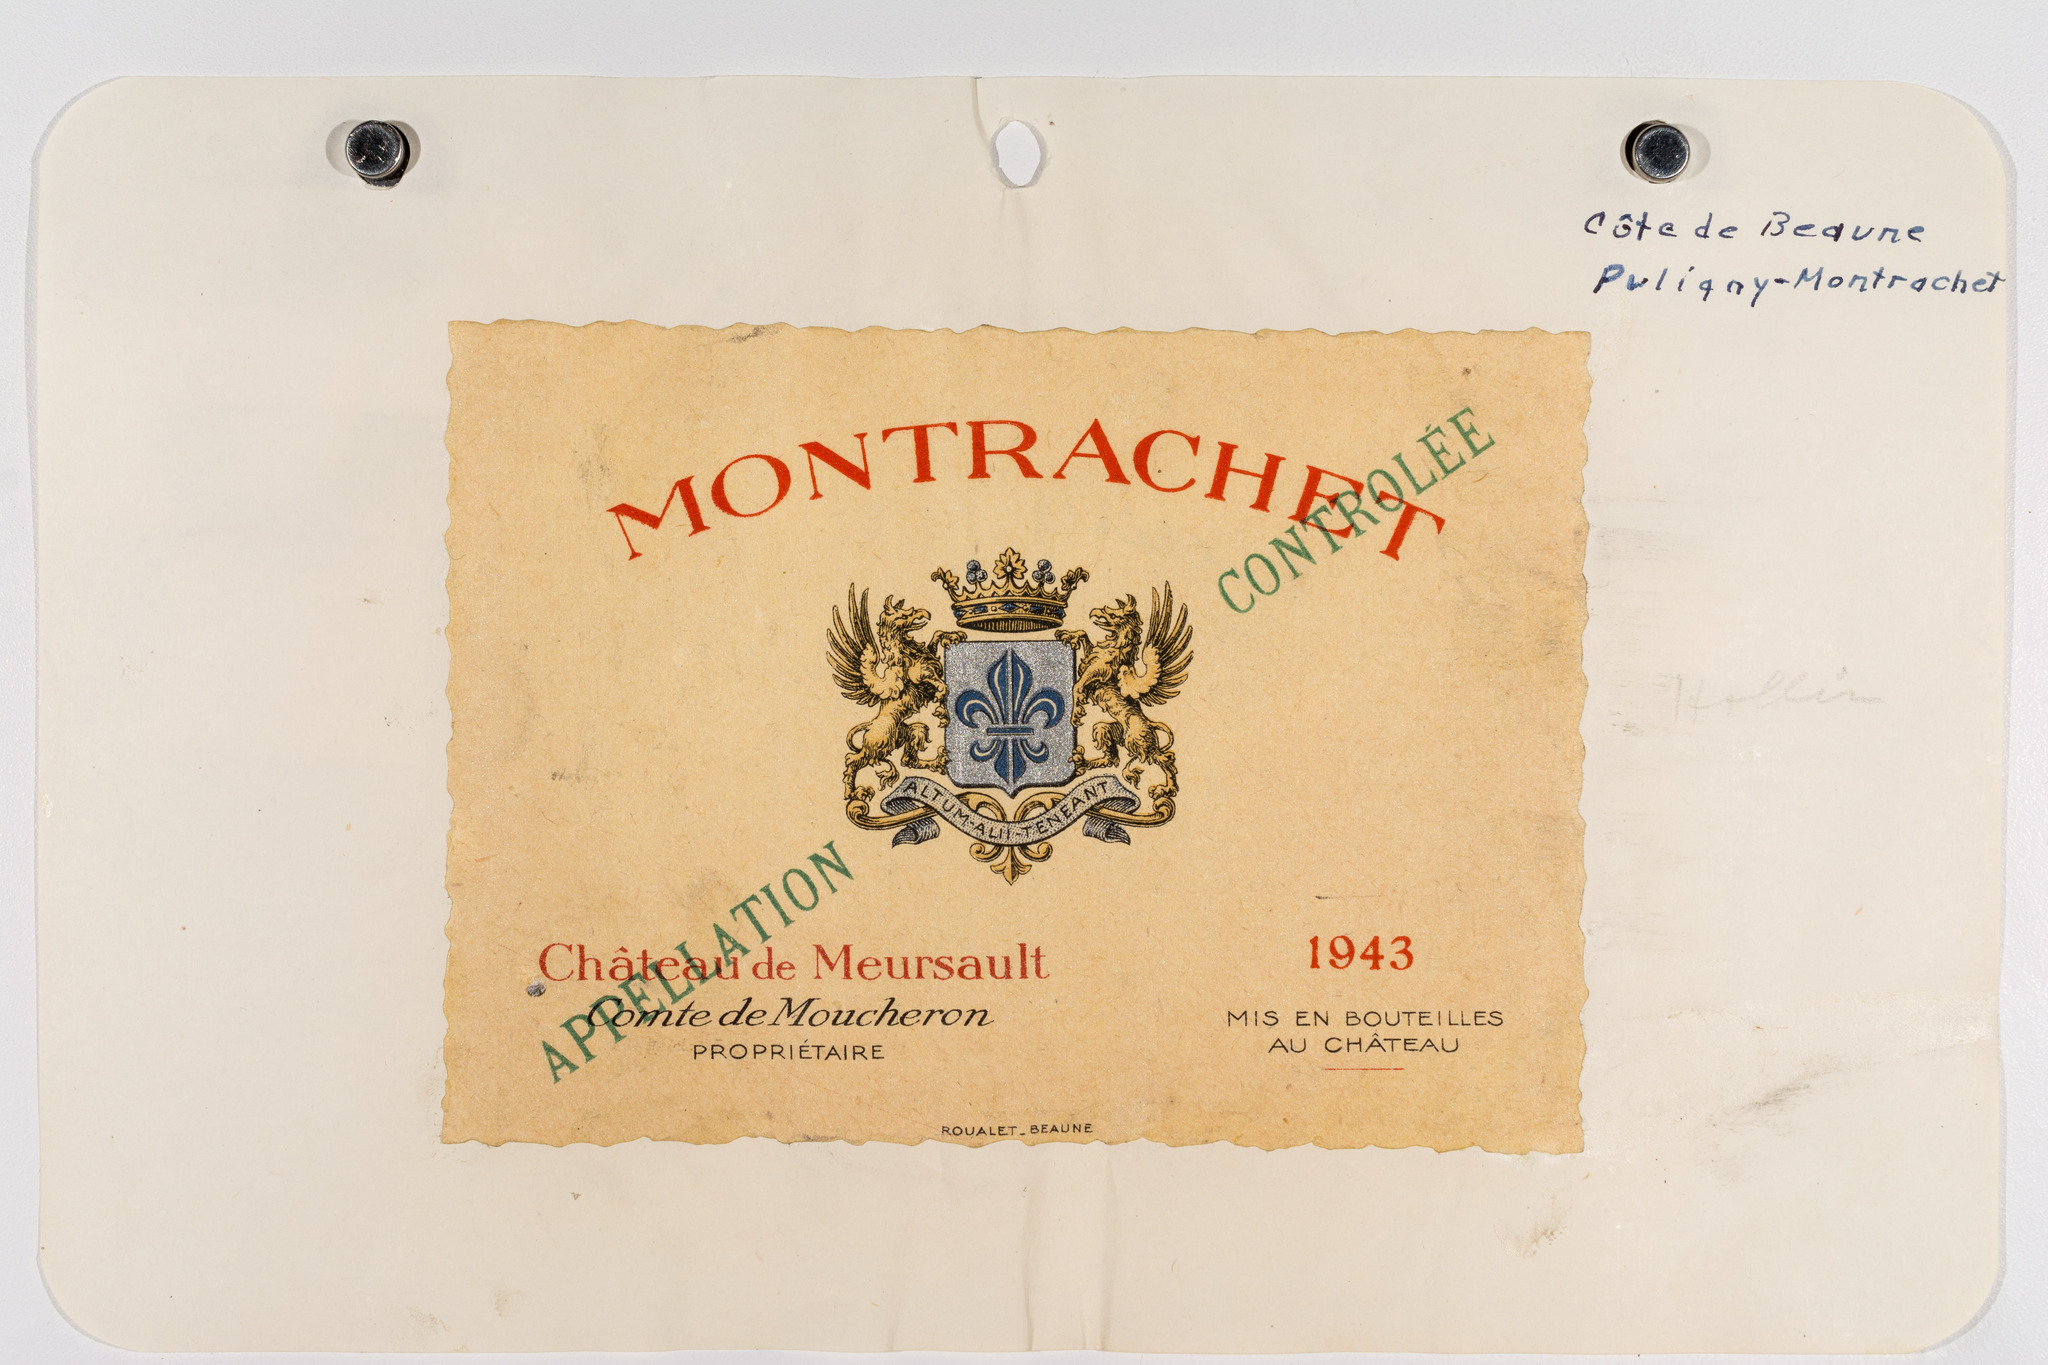 Côte de Beaune
Puligny-Montrachet
MONTRACHET
APPELLATION CONTROLÉE
ALTUM-ALII-TENEANT
Château de Meursault
Comte de Moucheron
PROPRIÉTAIRE
1943
MIS EN BOUTEILLES
AU CHÂTEAU
ROUALET_BEAUNE